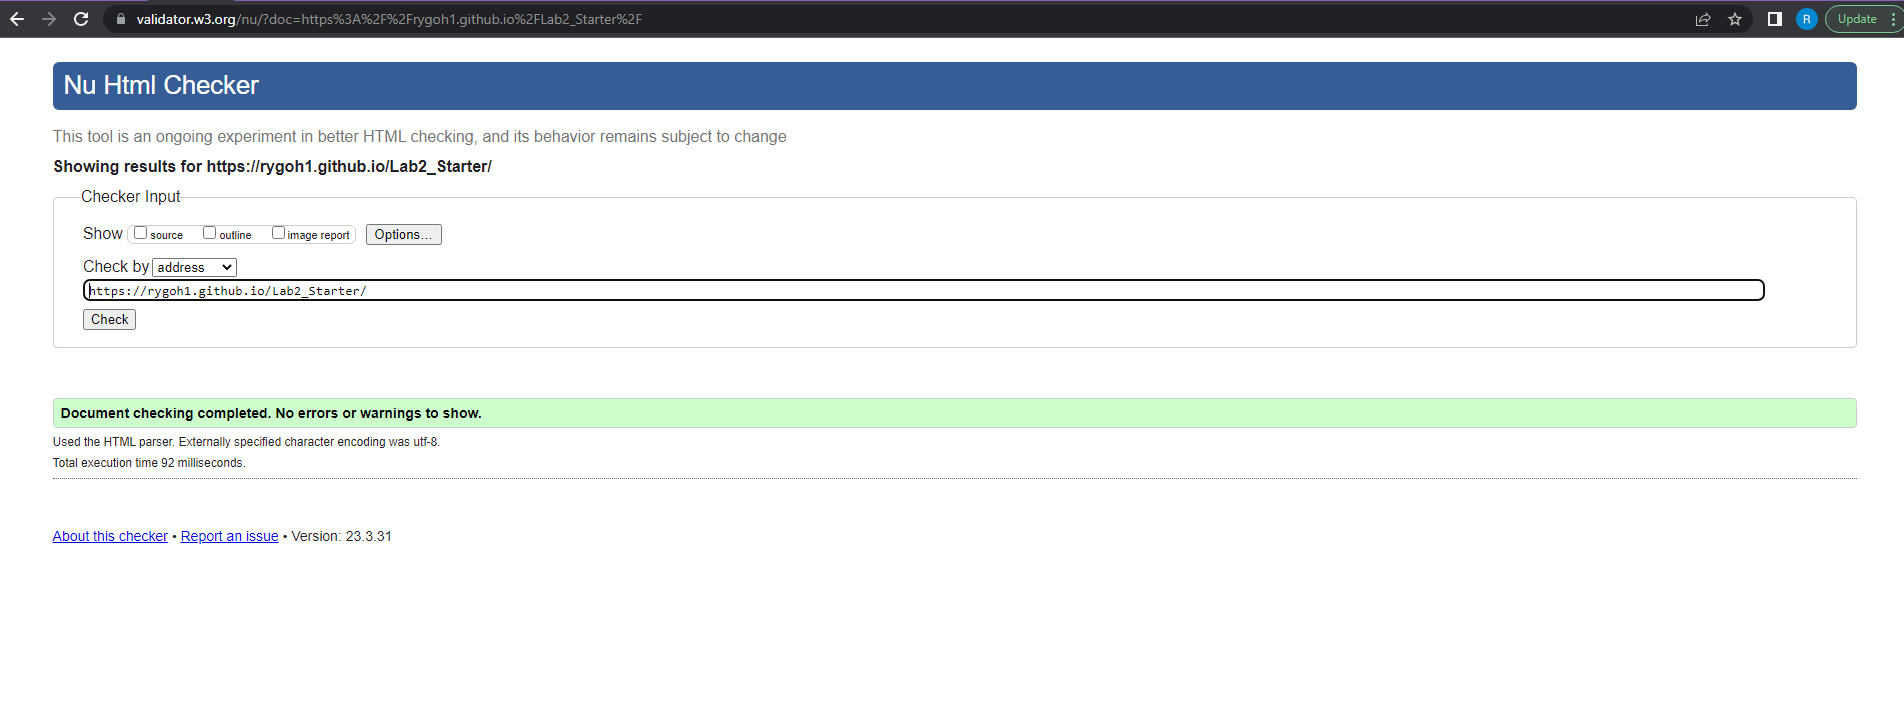 validator.w3.org/nu/?doc=https%3A%2F%2Frygoh1.github.io%2FLab2_Starter%2F
R
Update
Nu Html Checker
This tool is an ongoing experiment in better HTML checking, and its behavior remains subject to change
Showing results for https://rygoh1.github.io/Lab2_Starter/
Checker Input
Show source outline image report Options...
Check by address
https://rygoh1.github.io/Lab2_Starter/
Check
Document checking completed. No errors or warnings to show.
Used the HTML parser. Externally specified character encoding was utf-8.
Total execution time 92 milliseconds.
About this checker • Report an issue • Version: 23.3.31